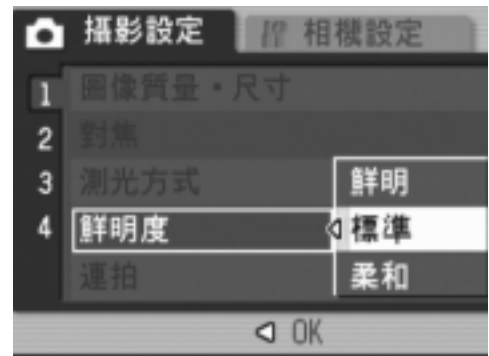 攝影設定 相機設定
1 圖像質量・尺寸
2 對焦
3 測光方式 鮮明
4 鮮明度 標準
連拍 柔和
OK